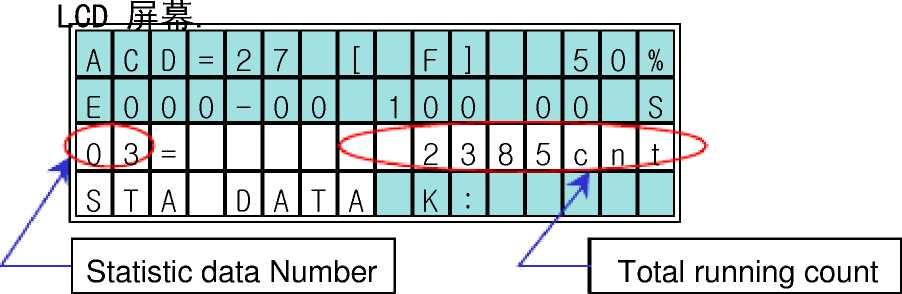 LCD 屏幕.
ACD=27 [ F] 50%
E000-00 100 00 S
03= 2385cnt
STA DATA K:
Statistic data Number
Total running count